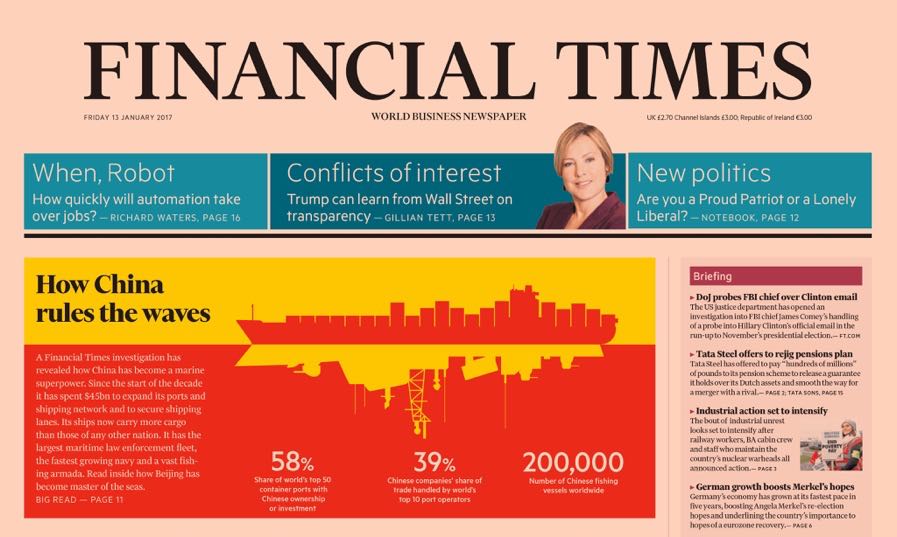 FINANCIAL TIMES
FRIDAY 13 JANUARY 2017
WORLD BUSINESS NEWSPAPER
UK £2.70 Channel Islands £3.00; Republic of Ireland €3.00
When, Robot
How quickly will automation take
over jobs? — RICHARD WATERS, PAGE 16
Conflicts of interest
Trump can learn from Wall Street on
transparency — GILLIAN TETT, PAGE 13
New politics
Are you a Proud Patriot or a Lonely
Liberal? — NOTEBOOK, PAGE 12
How China
rules the waves
A Financial Times investigation has
revealed how China has become a marine
superpower. Since the start of the decade
it has spent $45bn to expand its ports and
shipping network and to secure shipping
lanes. Its ships now carry more cargo
than those of any other nation. It has the
largest maritime law enforcement fleet,
the fastest growing navy and a vast fish-
ing armada. Read inside how Beijing has
become master of the seas.
BIG READ — PAGE 11
58%
Share of world's top 50
container ports with
Chinese ownership
or investment
39%
Chinese companies' share of
trade handled by world's
top 10 port operators
200,000
Number of Chinese fishing
vessels worldwide
Briefing
▸ DoJ probes FBI chief over Clinton email
The US justice department has opened an
investigation into FBI chief James Comey's handling
of a probe into Hillary Clinton's official email in the
run-up to November's presidential election.— FT.COM
▸ Tata Steel offers to rejig pensions plan
Tata Steel has offered to pay “hundreds of millions”
of pounds to its pension scheme to release a guarantee
it holds over its Dutch assets and smooth the way for
a merger with a rival.— PAGE 2; TATA SONS, PAGE 15
▸ Industrial action set to intensify
The bout of industrial unrest
looks set to intensify after
railway workers, BA cabin crew
and staff who maintain the
country's nuclear warheads all
announced action.— PAGE 3
END
POVERTY
PAY
▸ German growth boosts Merkel's hopes
Germany's economy has grown at its fastest pace in
five years, boosting Angela Merkel's re-election
hopes and underlining the country's importance to
hopes of a eurozone recovery.— PAGE 6